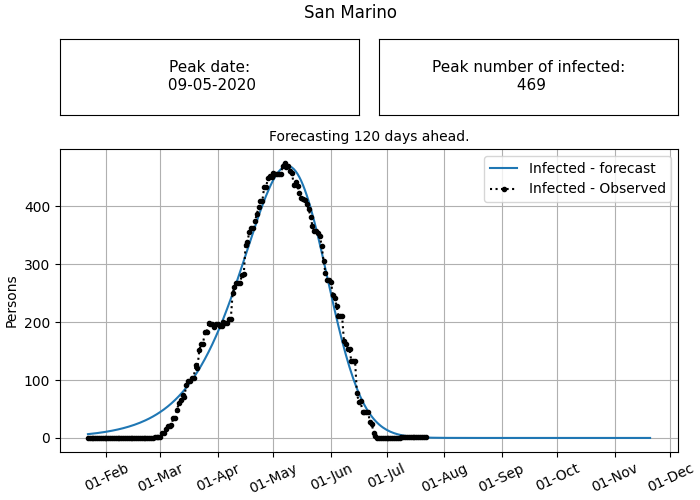 San Marino
Peak date:
09-05-2020
Peak number of infected:
469
Forecasting 120 days ahead.
Infected - forecast
Infected - Observed
Persons
400
300
200
100
0
01-Feb
01-Mar
01-Apr
01-May
01-Jun
01-Jul
01-Aug
01-Sep
01-Oct
01-Nov
01-Dec